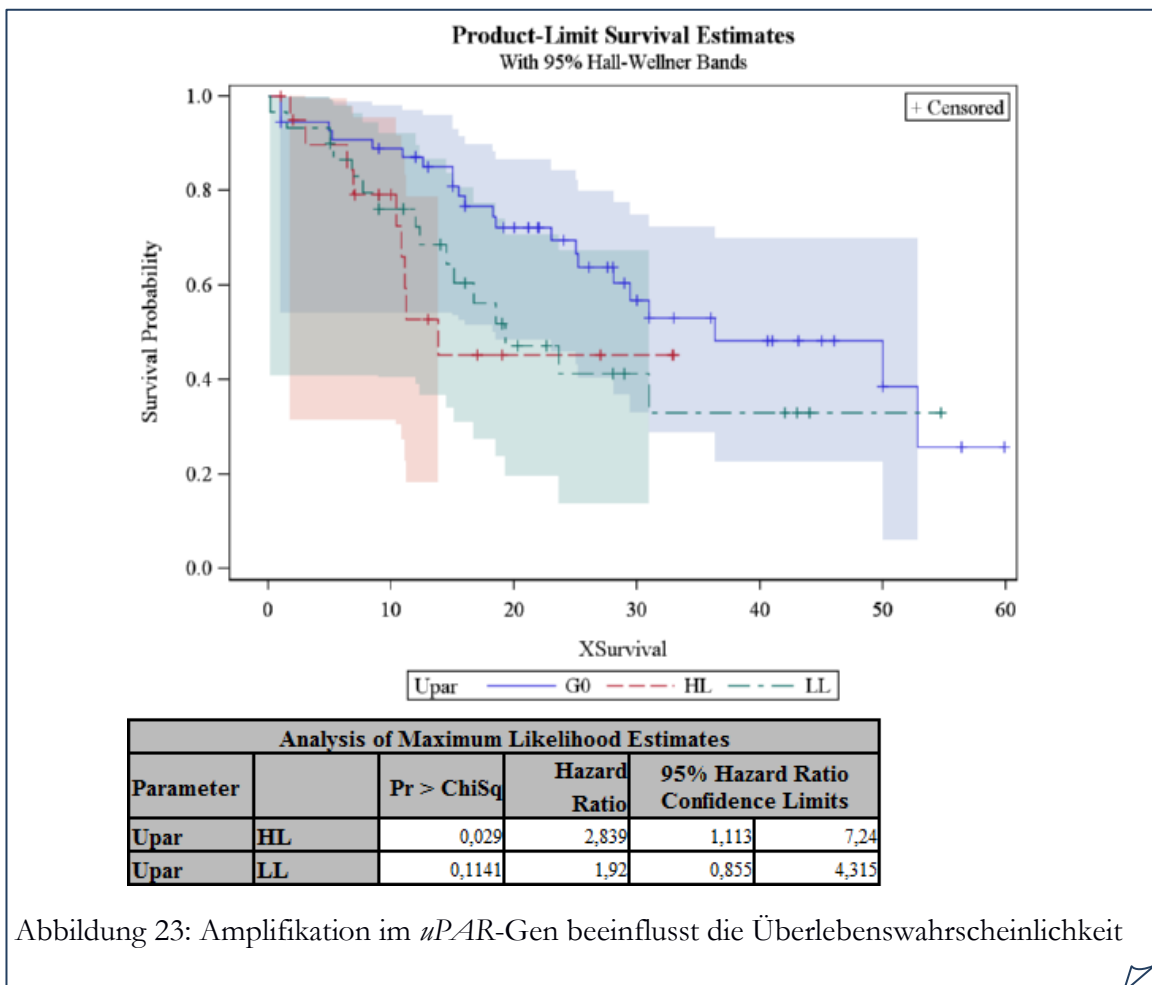 Product-Limit Survival Estimates
With 95% Hall-Wellner Bands
+ Censored
1.0
0.8
0.6
0.4
0.2
0.0
Survival Probability
0 10 20 30 40 50 60
XSurvival
Upar G0 HL LL
Analysis of Maximum Likelihood Estimates
Parameter Pr > ChiSq Hazard Ratio 95% Hazard Ratio Confidence Limits
Upar HL 0,029 2,839 1,113 7,24
Upar LL 0,1141 1,92 0,855 4,315
Abbildung 23: Amplifikation im uPAR-Gen beeinflusst die Überlebenswahrscheinlichkeit